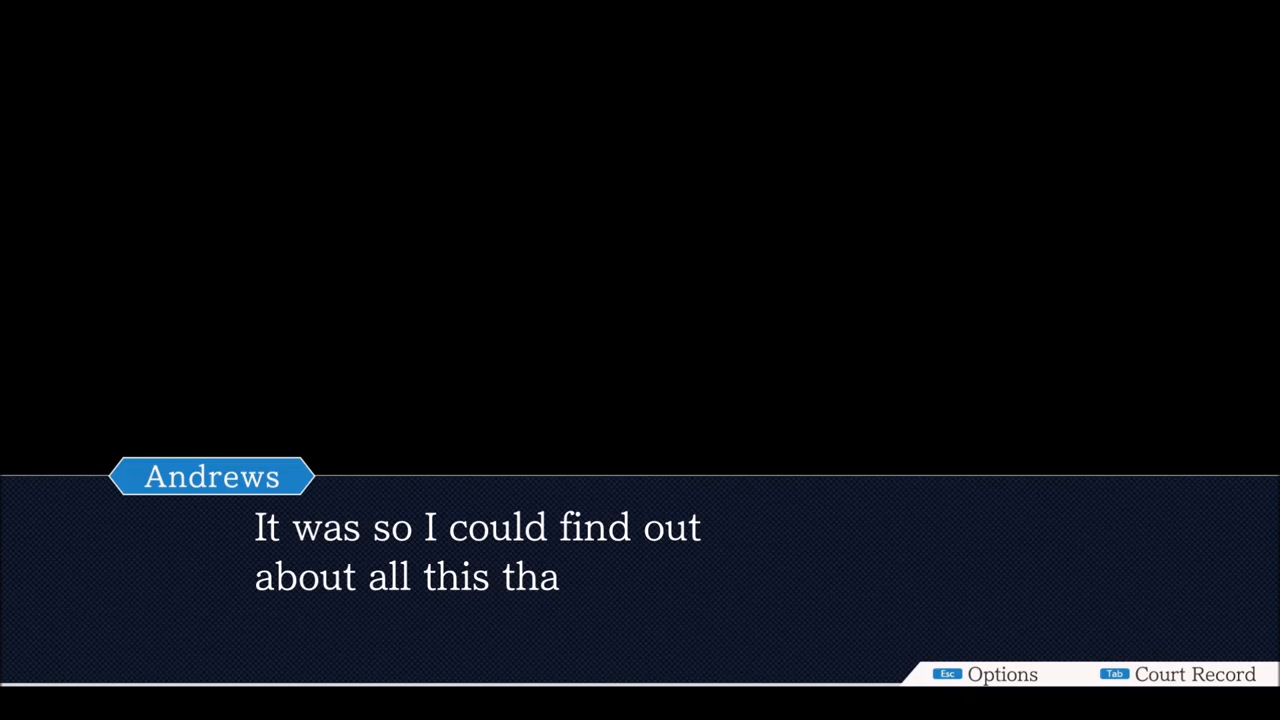 Andrews
It was so I could find out
about all this tha
Esc Options Tab Court Record